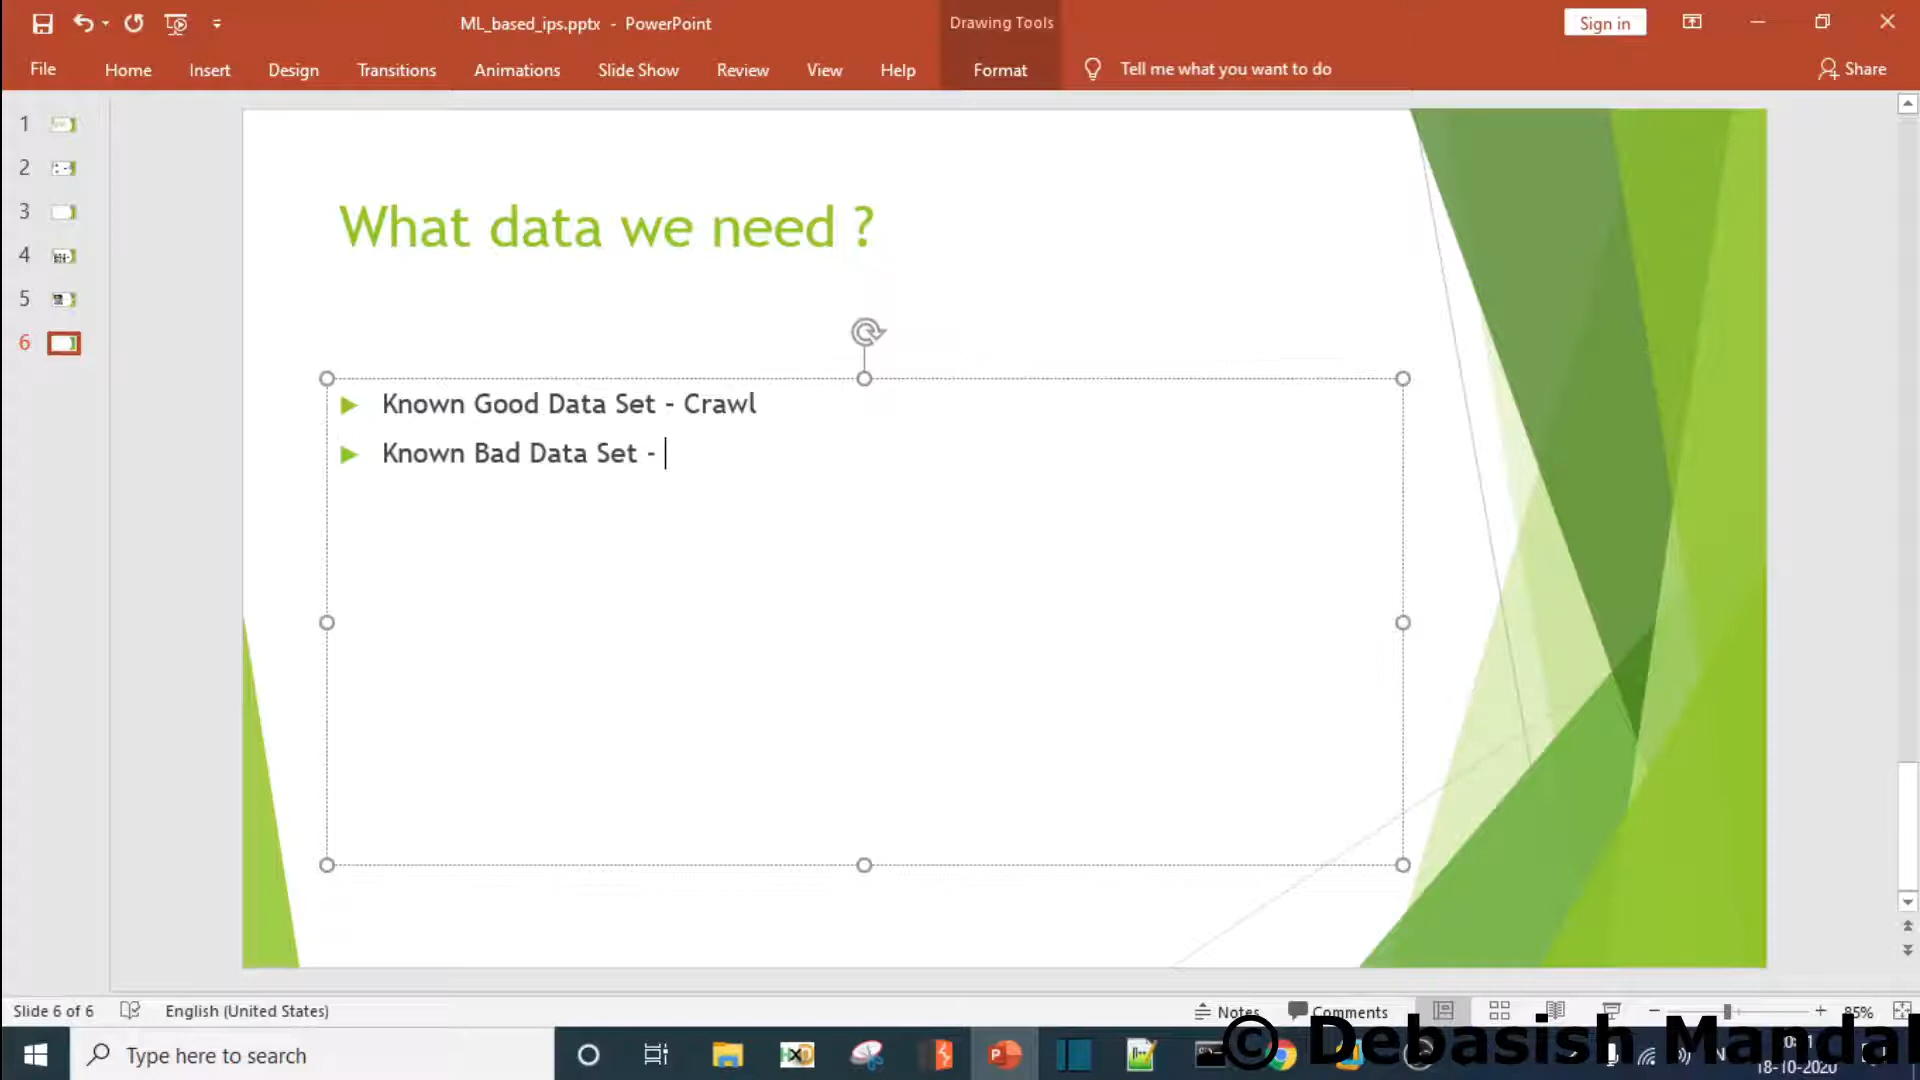 ML_based_ips.pptx - PowerPoint
Drawing Tools
Sign in
File Home Insert Design Transitions Animations Slide Show Review View Help Format Tell me what you want to do Share
1
2
3
4
5
6
What data we need ?
Known Good Data Set - Crawl
Known Bad Data Set -
Slide 6 of 6 English (United States) Notes Comments 85%
Type here to search
© Debasish Mandal
18-10-2020